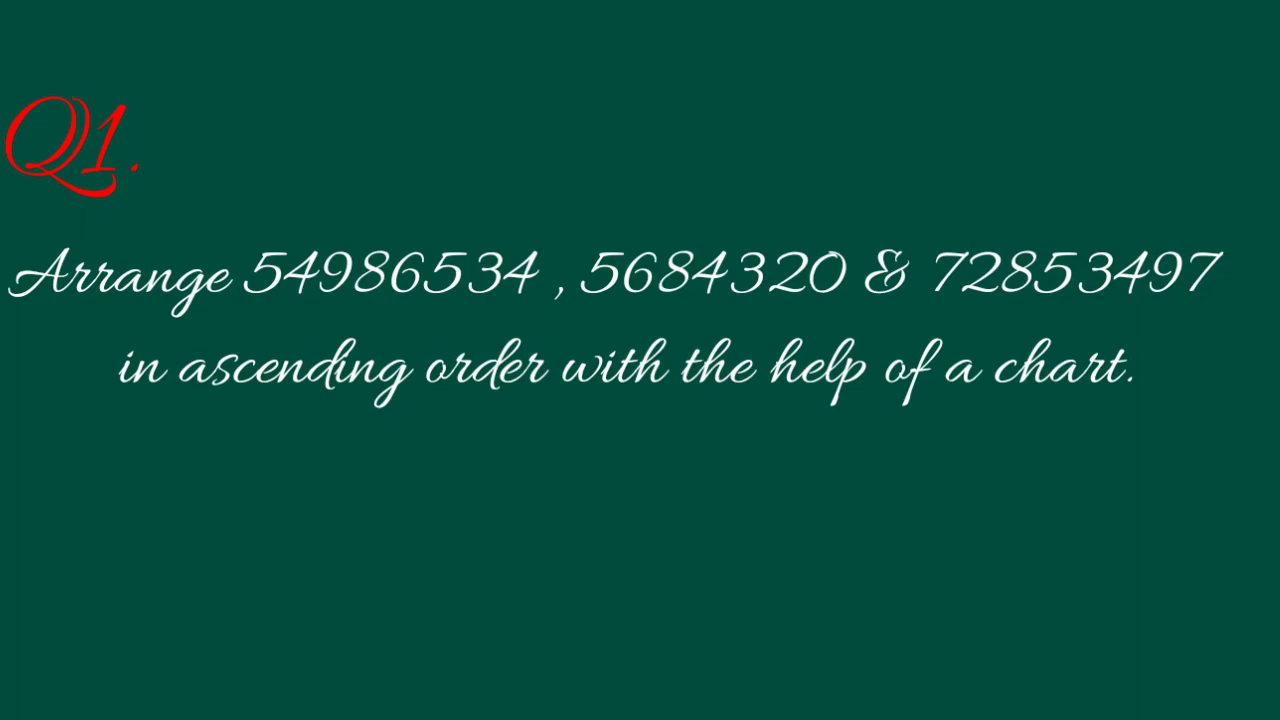 Q1.
Arrange 54986534 , 5684320 & 72853497
in ascending order with the help of a chart.